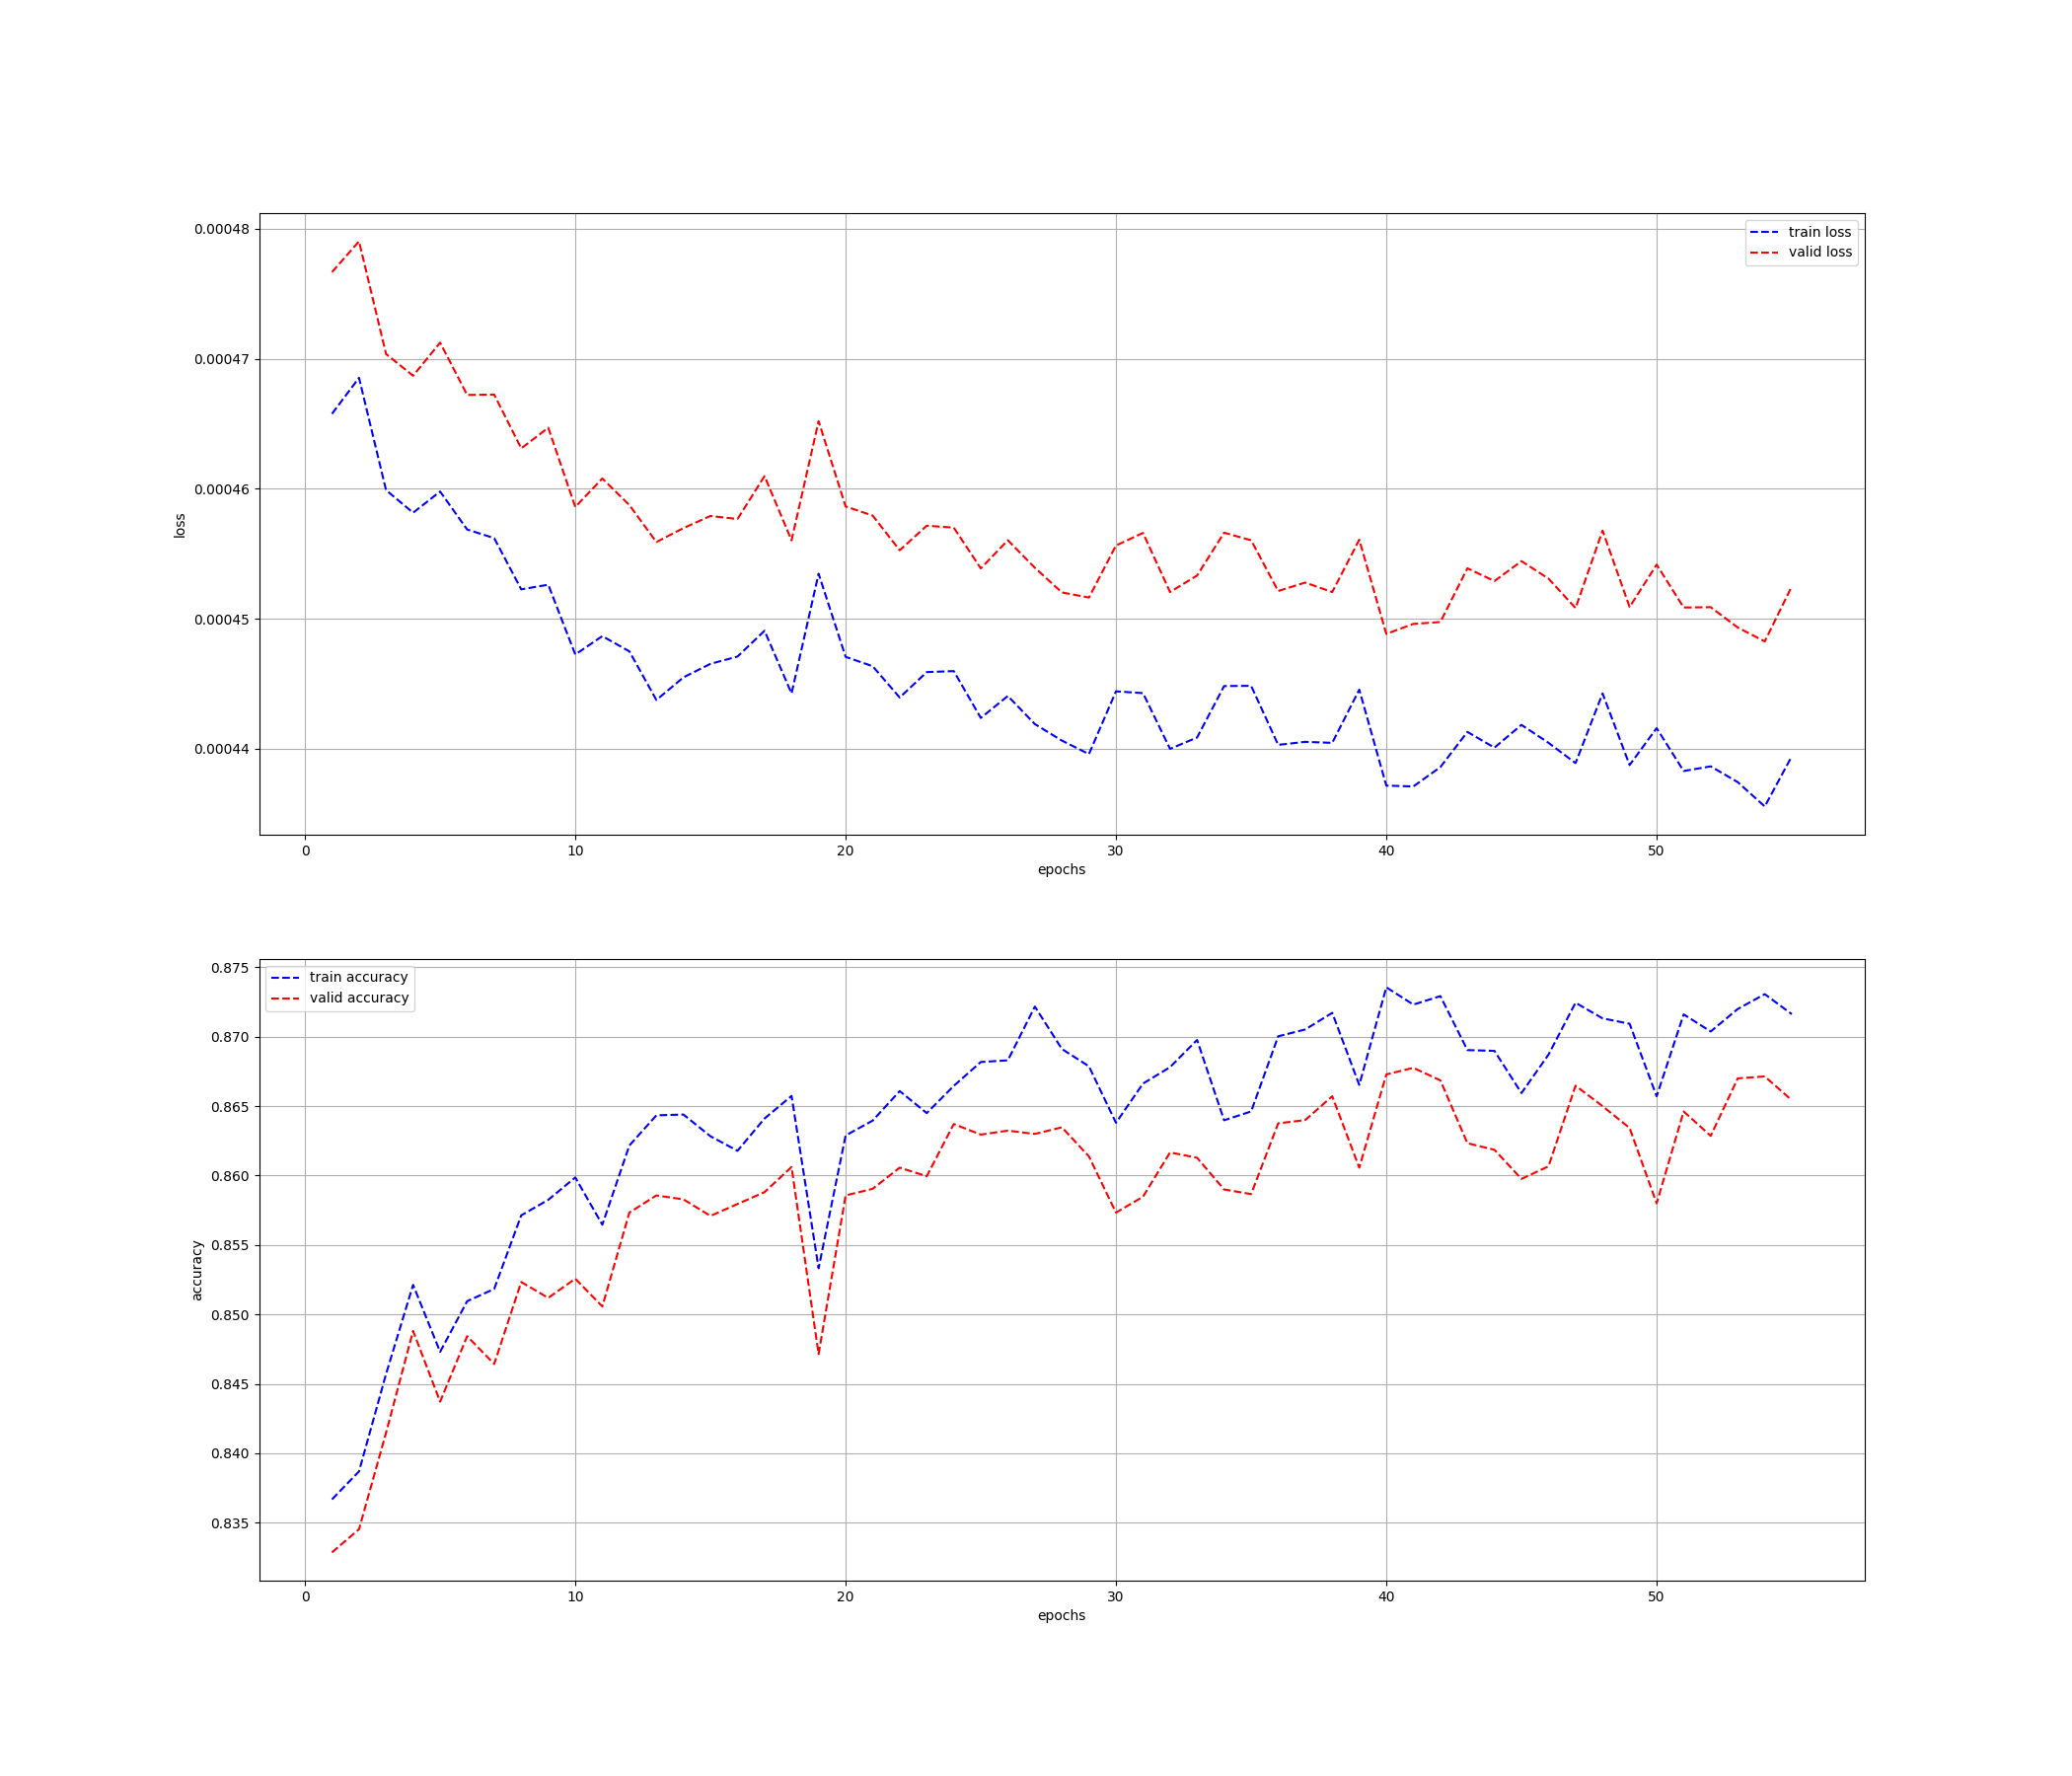 0.00048
0.00047
0.00046
0.00045
0.00044
loss
train loss
valid loss
0 10 20 30 40 50
epochs
0.875
0.870
0.865
0.860
0.855
0.850
0.845
0.840
0.835
accuracy
train accuracy
valid accuracy
0 10 20 30 40 50
epochs